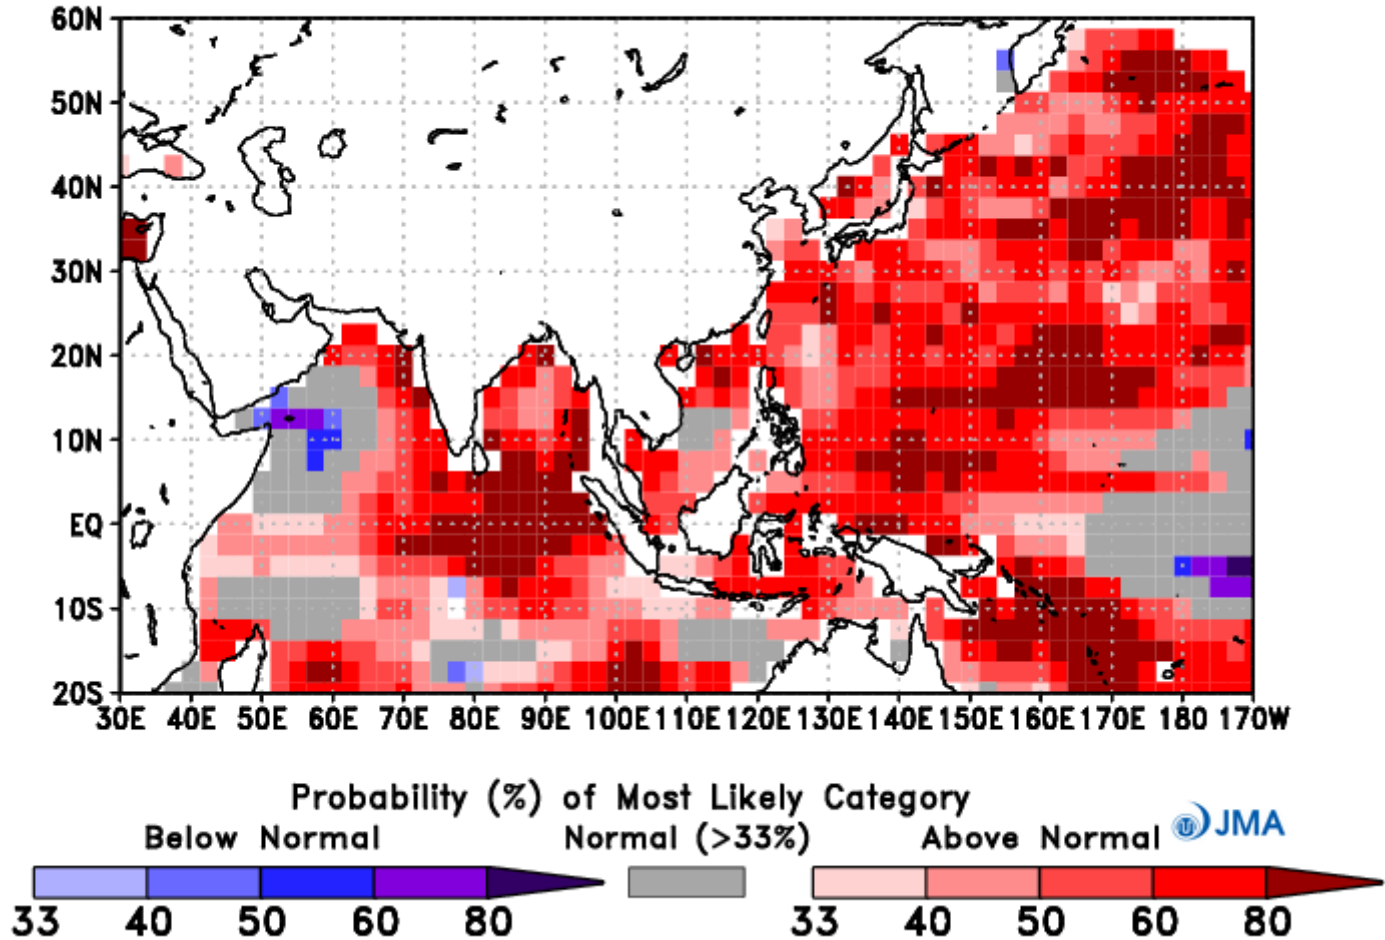 60N
50N
40N
30N
20N
10N
EQ
10S
20S
30E 40E 50E 60E 70E 80E 90E 100E 110E 120E 130E 140E 150E 160E 170E 180 170W
Probability (%) of Most Likely Category
Below Normal Normal (>33%) Above Normal JMA
33 40 50 60 80 33 40 50 60 80